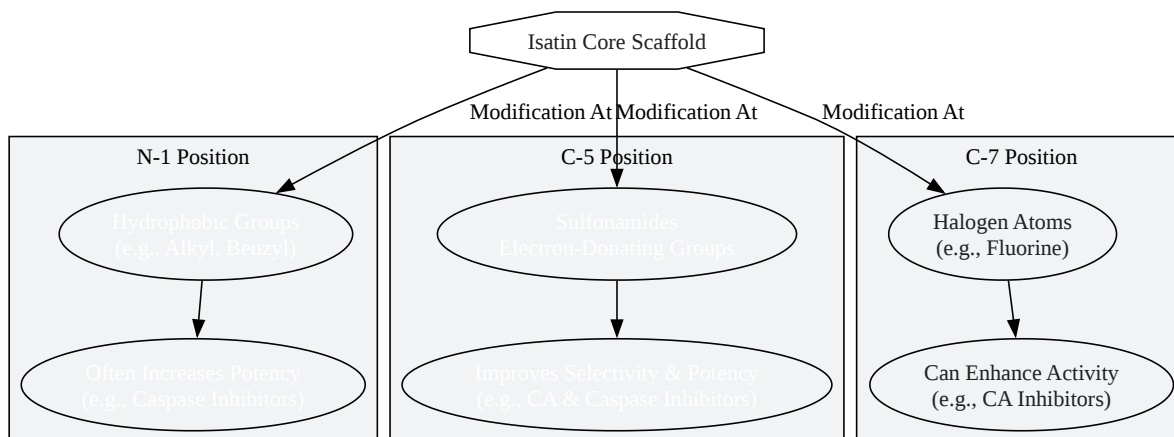 Isatin Core Scaffold
Modification At
Modification At
Modification At
N-1 Position
C-5 Position
C-7 Position
Hydrophobic Groups
(e.g., Alkyl, Benzyl)
Sulfonamides
Electron-Donating Groups
Halogen Atoms
(e.g., Fluorine)
Often Increases Potency
(e.g., Caspase Inhibitors)
Improves Selectivity & Potency
(e.g., CA & Caspase Inhibitors)
Can Enhance Activity
(e.g., CA Inhibitors)